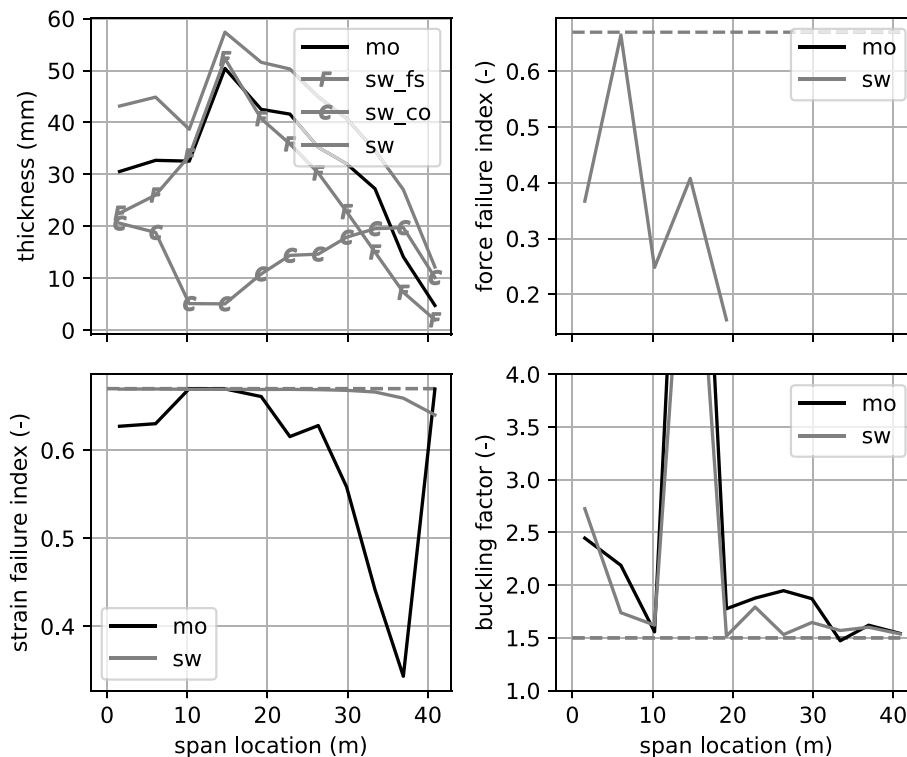 60
50
40
30
20
10
0
thickness (mm)
mo
F sw_fs
C sw_co
sw
F F F F F F F F F F F
C C C C C C C C C C C
0.6
0.5
0.4
0.3
0.2
force failure index (-)
mo
sw
0.6
0.5
0.4
strain failure index (-)
mo
sw
0 10 20 30 40
span location (m)
4.0
3.5
3.0
2.5
2.0
1.5
1.0
buckling factor (-)
mo
sw
0 10 20 30 40
span location (m)